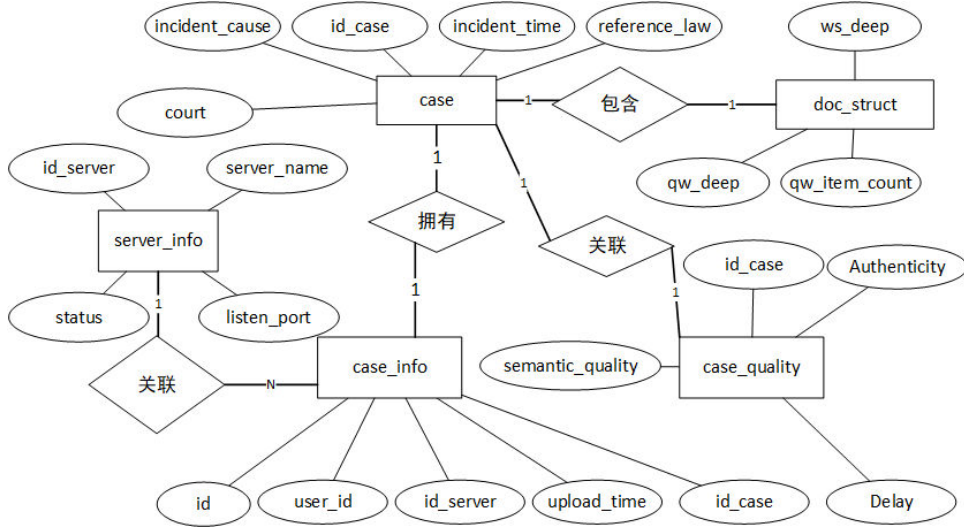 incident_cause
id_case
incident_time
reference_law
ws_deep
court
case
1
包含
1
doc_struct
id_server
server_name
1
1
qw_deep
qw_item_count
server_info
拥有
关联
id_case
Authenticity
status
1
listen_port
1
1
关联
N
case_info
semantic_quality
case_quality
id
user_id
id_server
upload_time
id_case
Delay